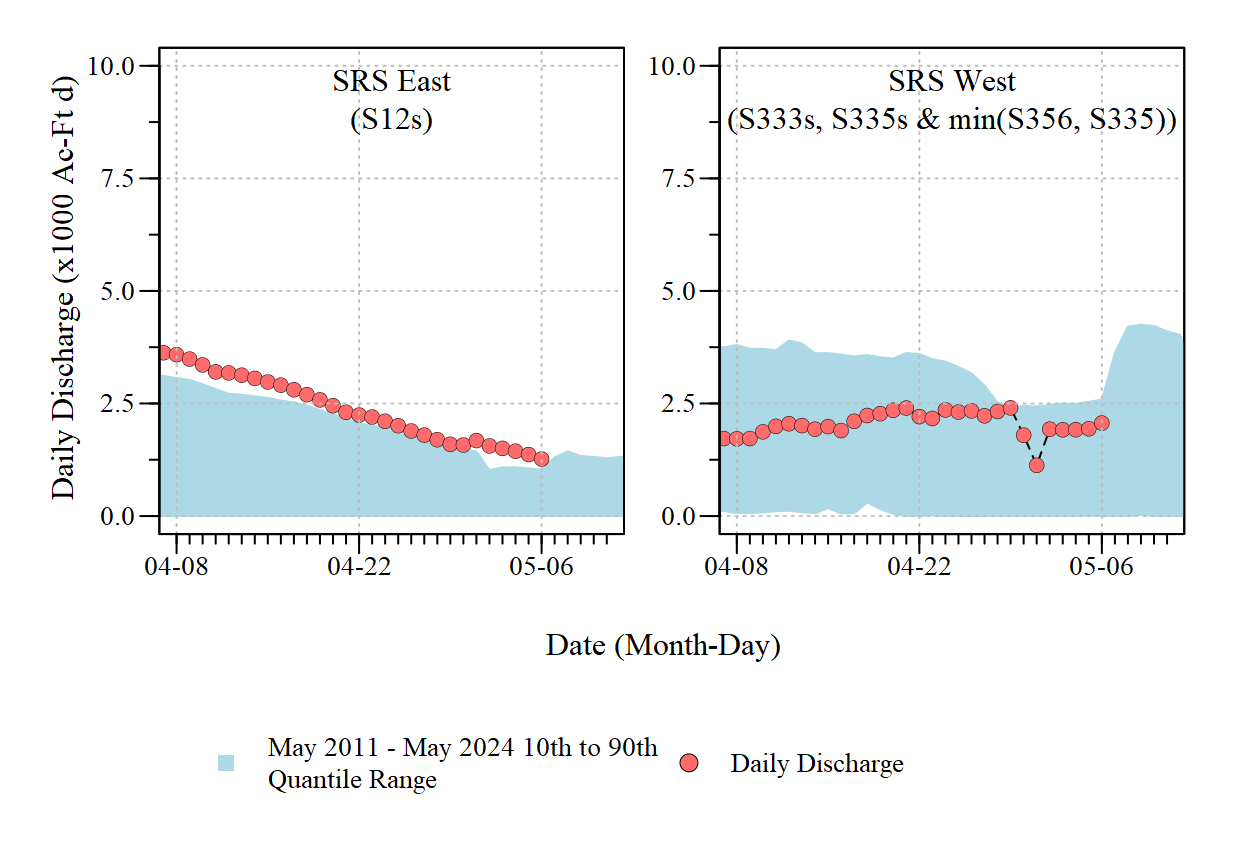 SRS East
(S12s)
SRS West
(S333s, S335s & min(S356, S335))
Daily Discharge (x1000 Ac-Ft d)
10.0
7.5
5.0
2.5
0.0
10.0
7.5
5.0
2.5
0.0
04-08
04-22
05-06
04-08
04-22
05-06
Date (Month-Day)
May 2011 - May 2024 10th to 90th
Quantile Range
Daily Discharge